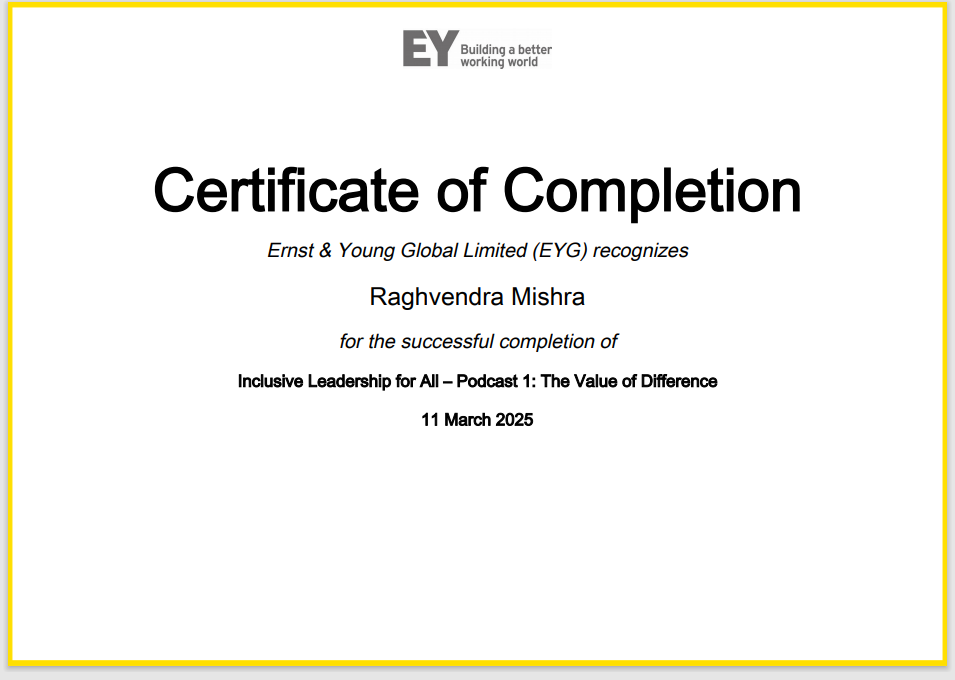 EY Building a better
working world
Certificate of Completion
Ernst & Young Global Limited (EYG) recognizes
Raghvendra Mishra
for the successful completion of
Inclusive Leadership for All – Podcast 1: The Value of Difference
11 March 2025